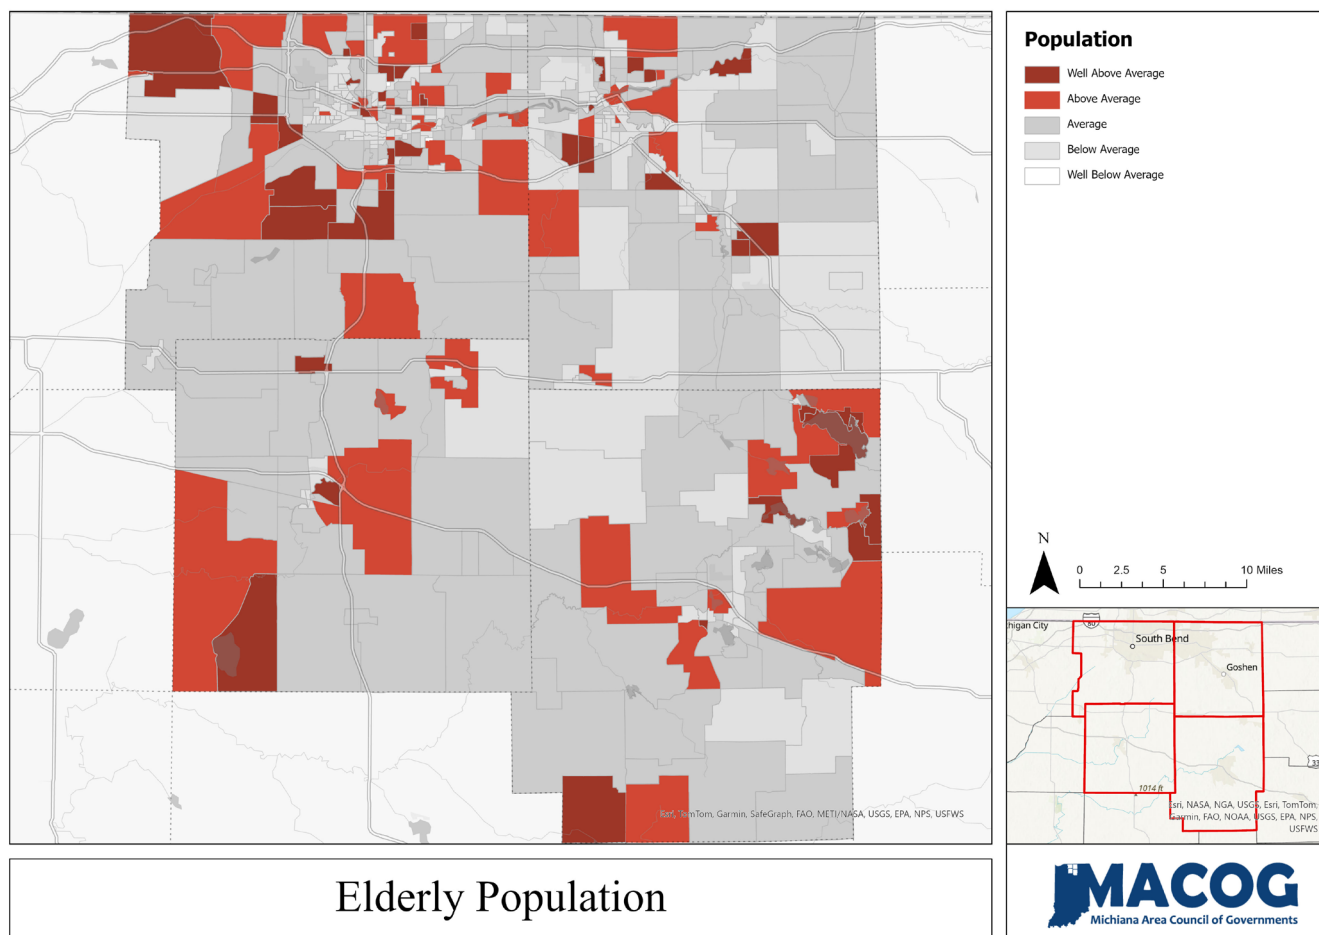 Population
Well Above Average
Above Average
Average
Below Average
Well Below Average
N
0 2.5 5 10 Miles
Esri, TomTom, Garmin, SafeGraph, FAO, METI/NASA, USGS, EPA, NPS, USFWS
higan City
80
South Bend
Goshen
33
1014 ft
Esri, NASA, NGA, USGS, Esri, TomTom,
Garmin, FAO, NOAA, USGS, EPA, NPS,
USFWS
Elderly Population
MACOG
Michiana Area Council of Governments